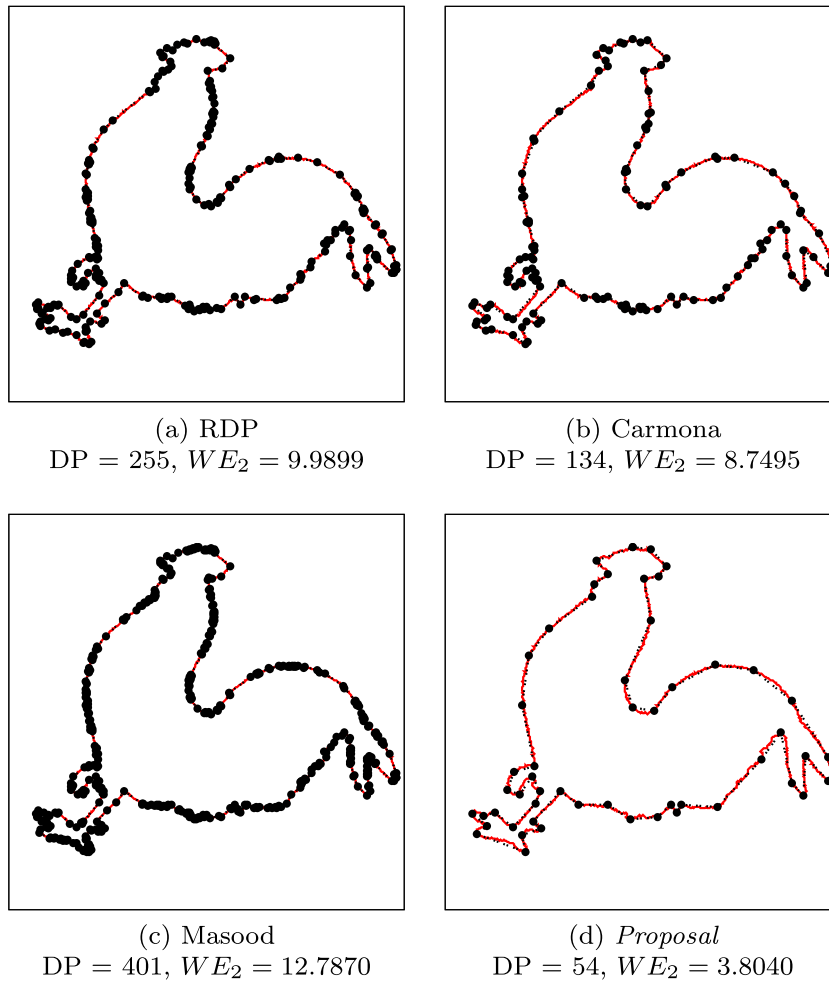 (a) RDP
DP = 255, WE₂ = 9.9899
(b) Carmona
DP = 134, WE₂ = 8.7495
(c) Masood
DP = 401, WE₂ = 12.7870
(d) Proposal
DP = 54, WE₂ = 3.8040